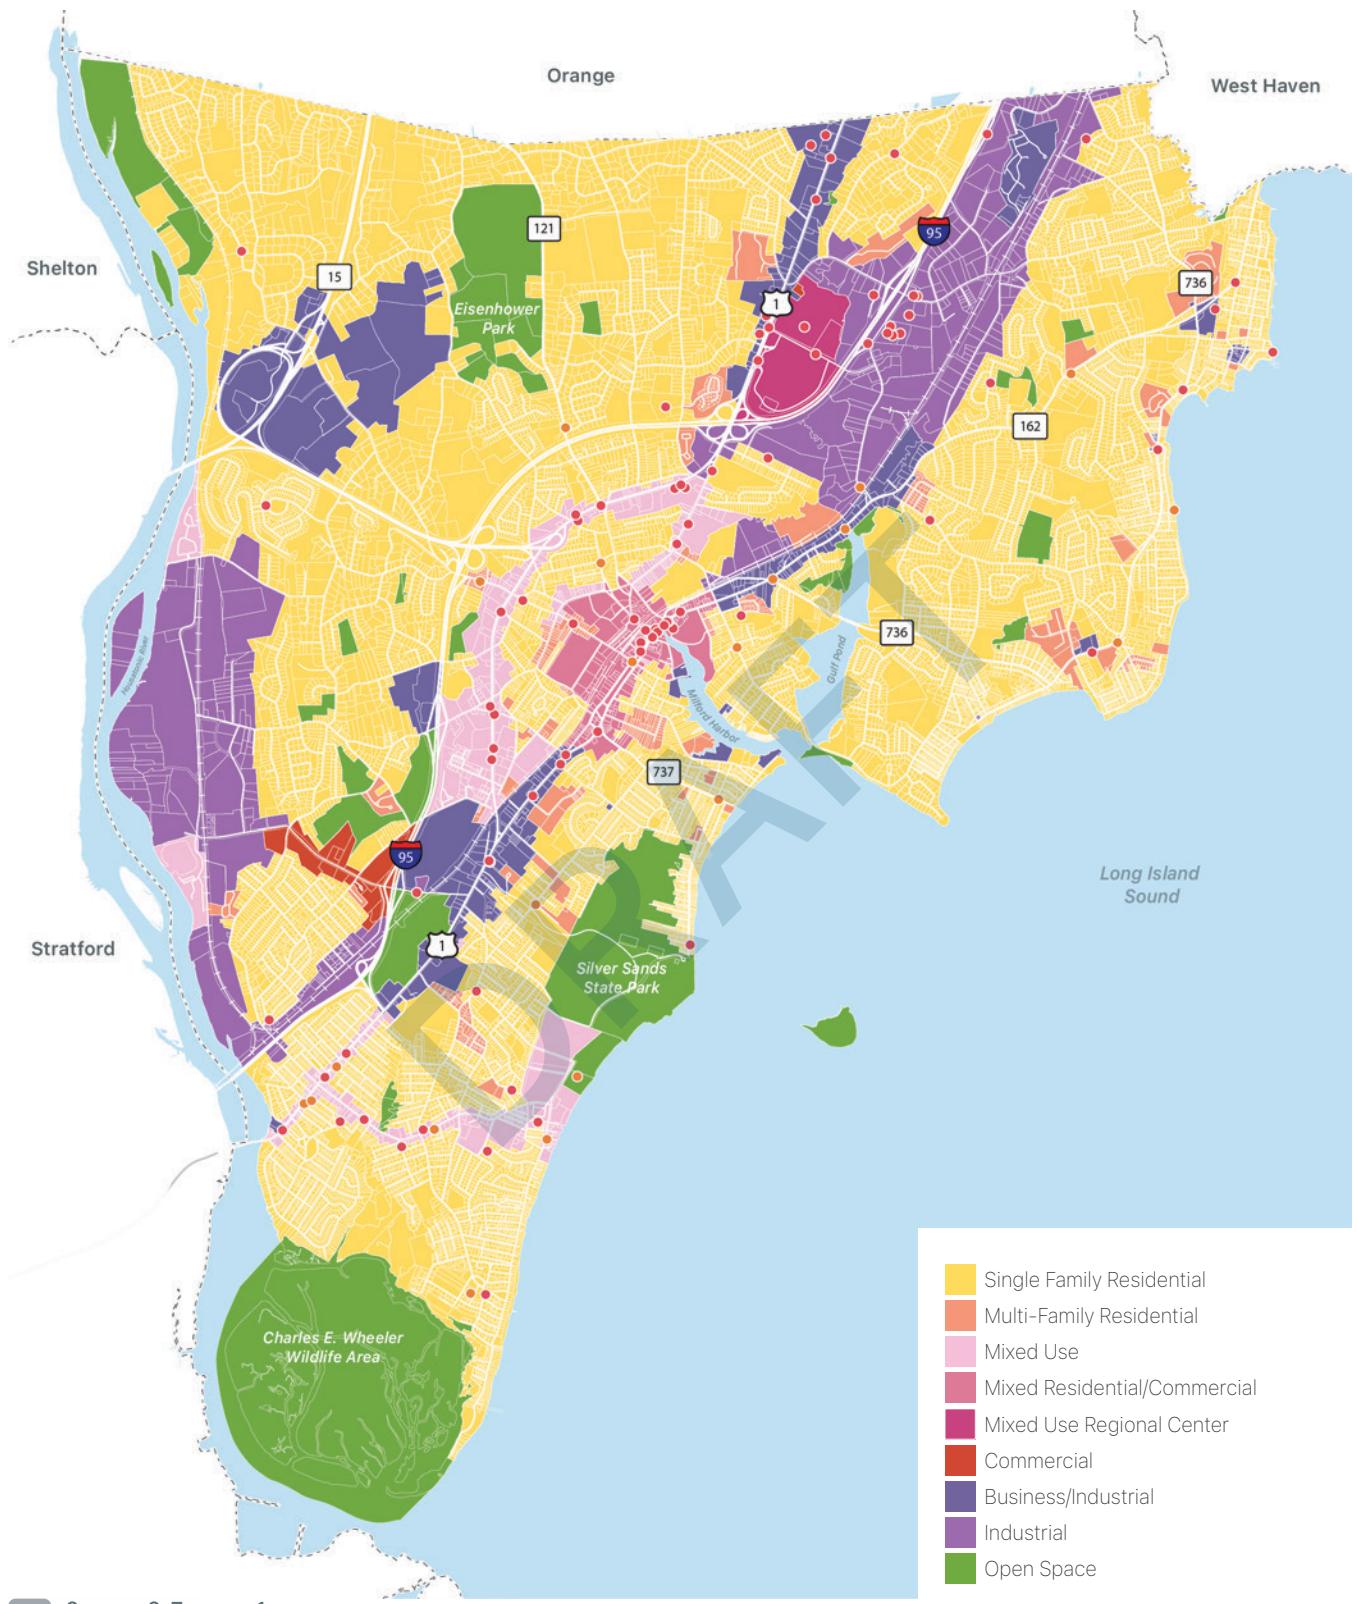 Orange
West Haven
121
95
Shelton
15
736
1
Eisenhower
Park
162
Housatonic River
736
Gulf Pond
Milford Harbor
737
95
Long Island
Sound
Stratford
1
Silver Sands
State Park
DRAFT
Single Family Residential
Multi-Family Residential
Mixed Use
Charles E. Wheeler
Wildlife Area
Mixed Residential/Commercial
Mixed Use Regional Center
Commercial
Business/Industrial
Industrial
Open Space